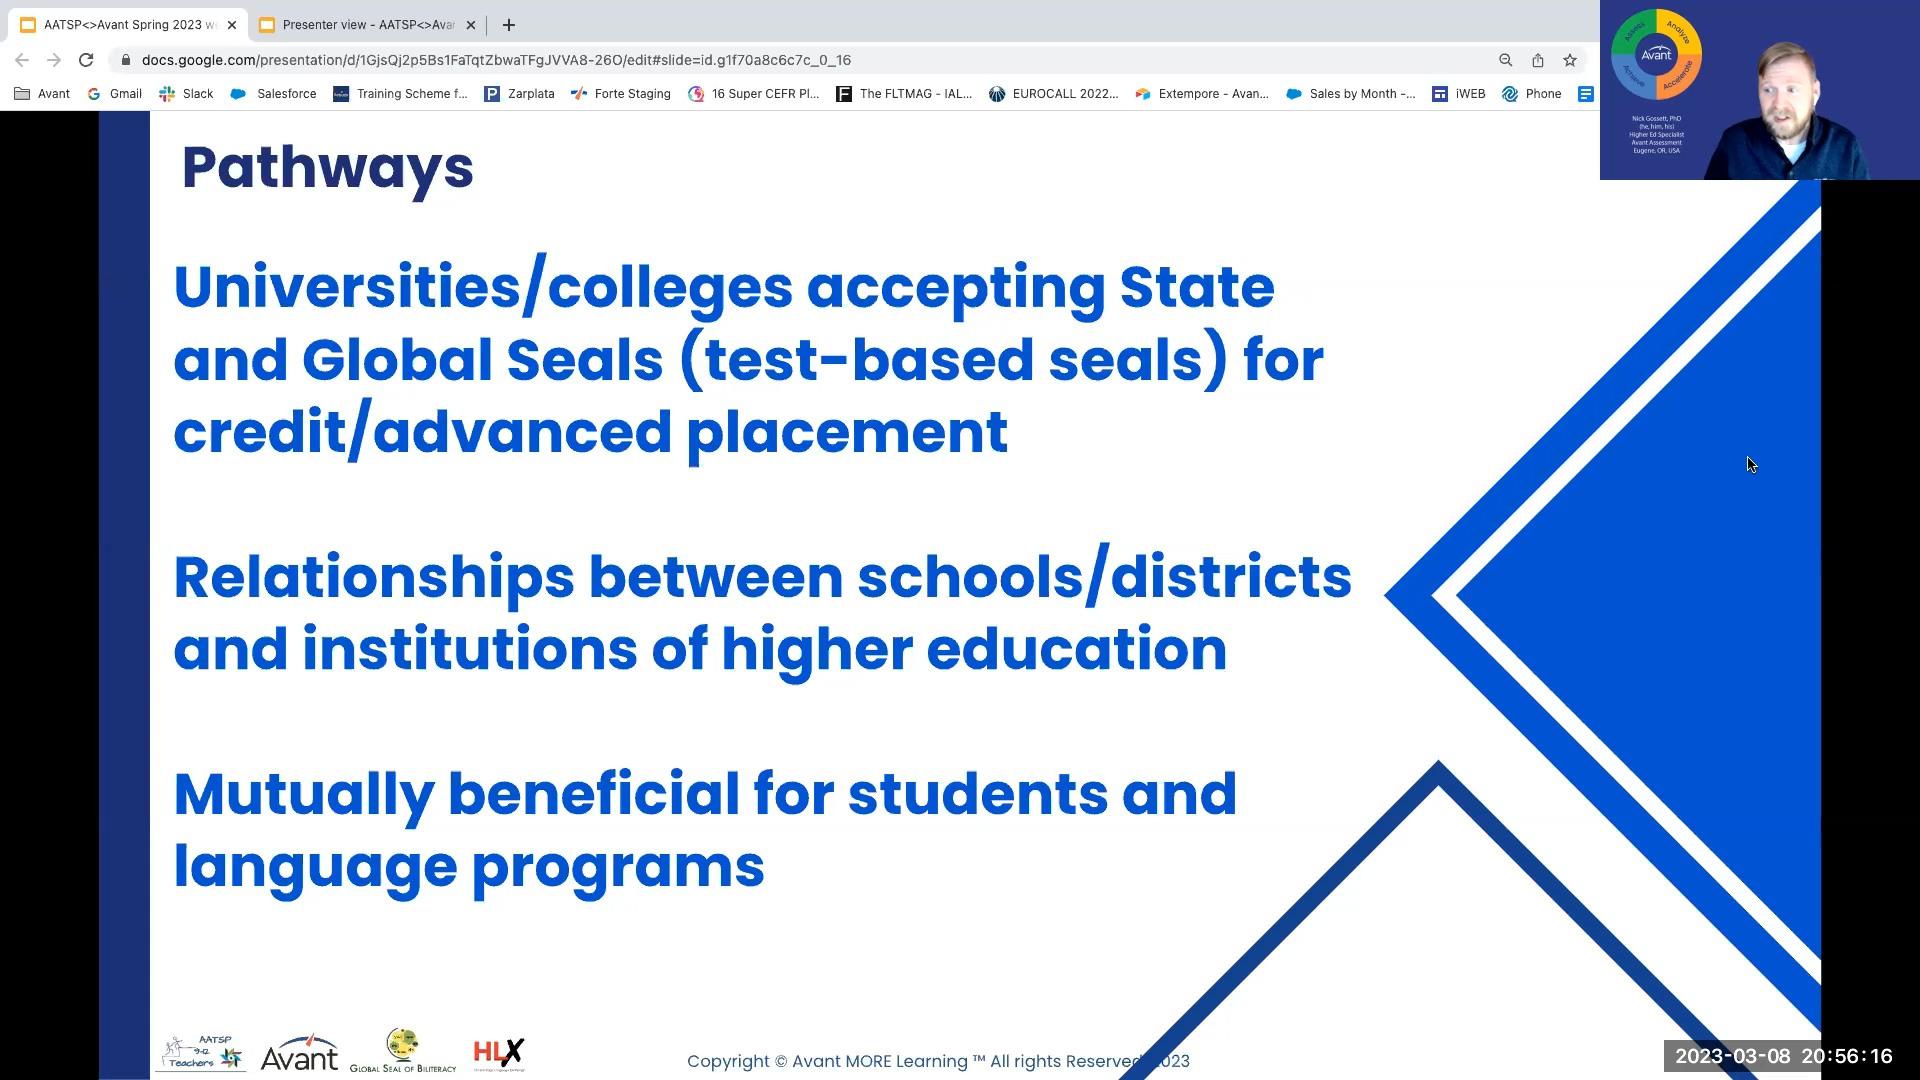 AATSP<>Avant Spring 2023 w
Presenter view - AATSP<>Ava
docs.google.com/presentation/d/1GjsQj2p5Bs1FaTqtZbwaTFgJVVA8-26O/edit#slide=id.g1f70a8c6c7c_0_16
Avant
Gmail
Slack
Salesforce
Training Scheme f...
Zarplata
Forte Staging
16 Super CEFR Pl...
The FLTMAG - IAL...
EUROCALL 2022...
Extempore - Avan...
Sales by Month -...
iWEB
Phone
Assess
Analyze
Avant
Achieve
Accelerate
Nick Gossett, PhD
(he, him, his)
Higher Ed Specialist
Avant Assessment
Eugene, OR, USA
Pathways
Universities/colleges accepting State
and Global Seals (test-based seals) for
credit/advanced placement
Relationships between schools/districts
and institutions of higher education
Mutually beneficial for students and
language programs
AATSP
9-12
Teachers
Avant
GLOBAL SEAL OF BILITERACY
HLX
Copyright © Avant MORE Learning ™ All rights Reserved 2023
2023-03-08 20:56:16